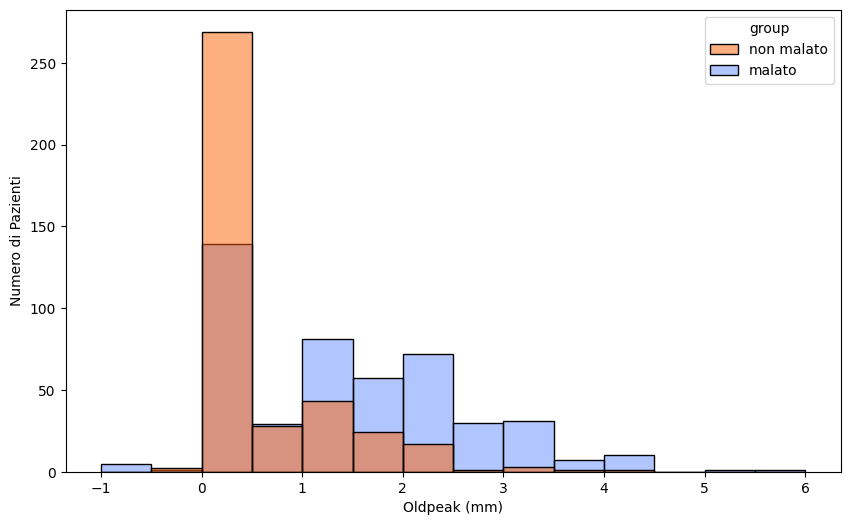 group
non malato
malato
250
200
150
100
50
0
Numero di Pazienti
−1 0 1 2 3 4 5 6
Oldpeak (mm)